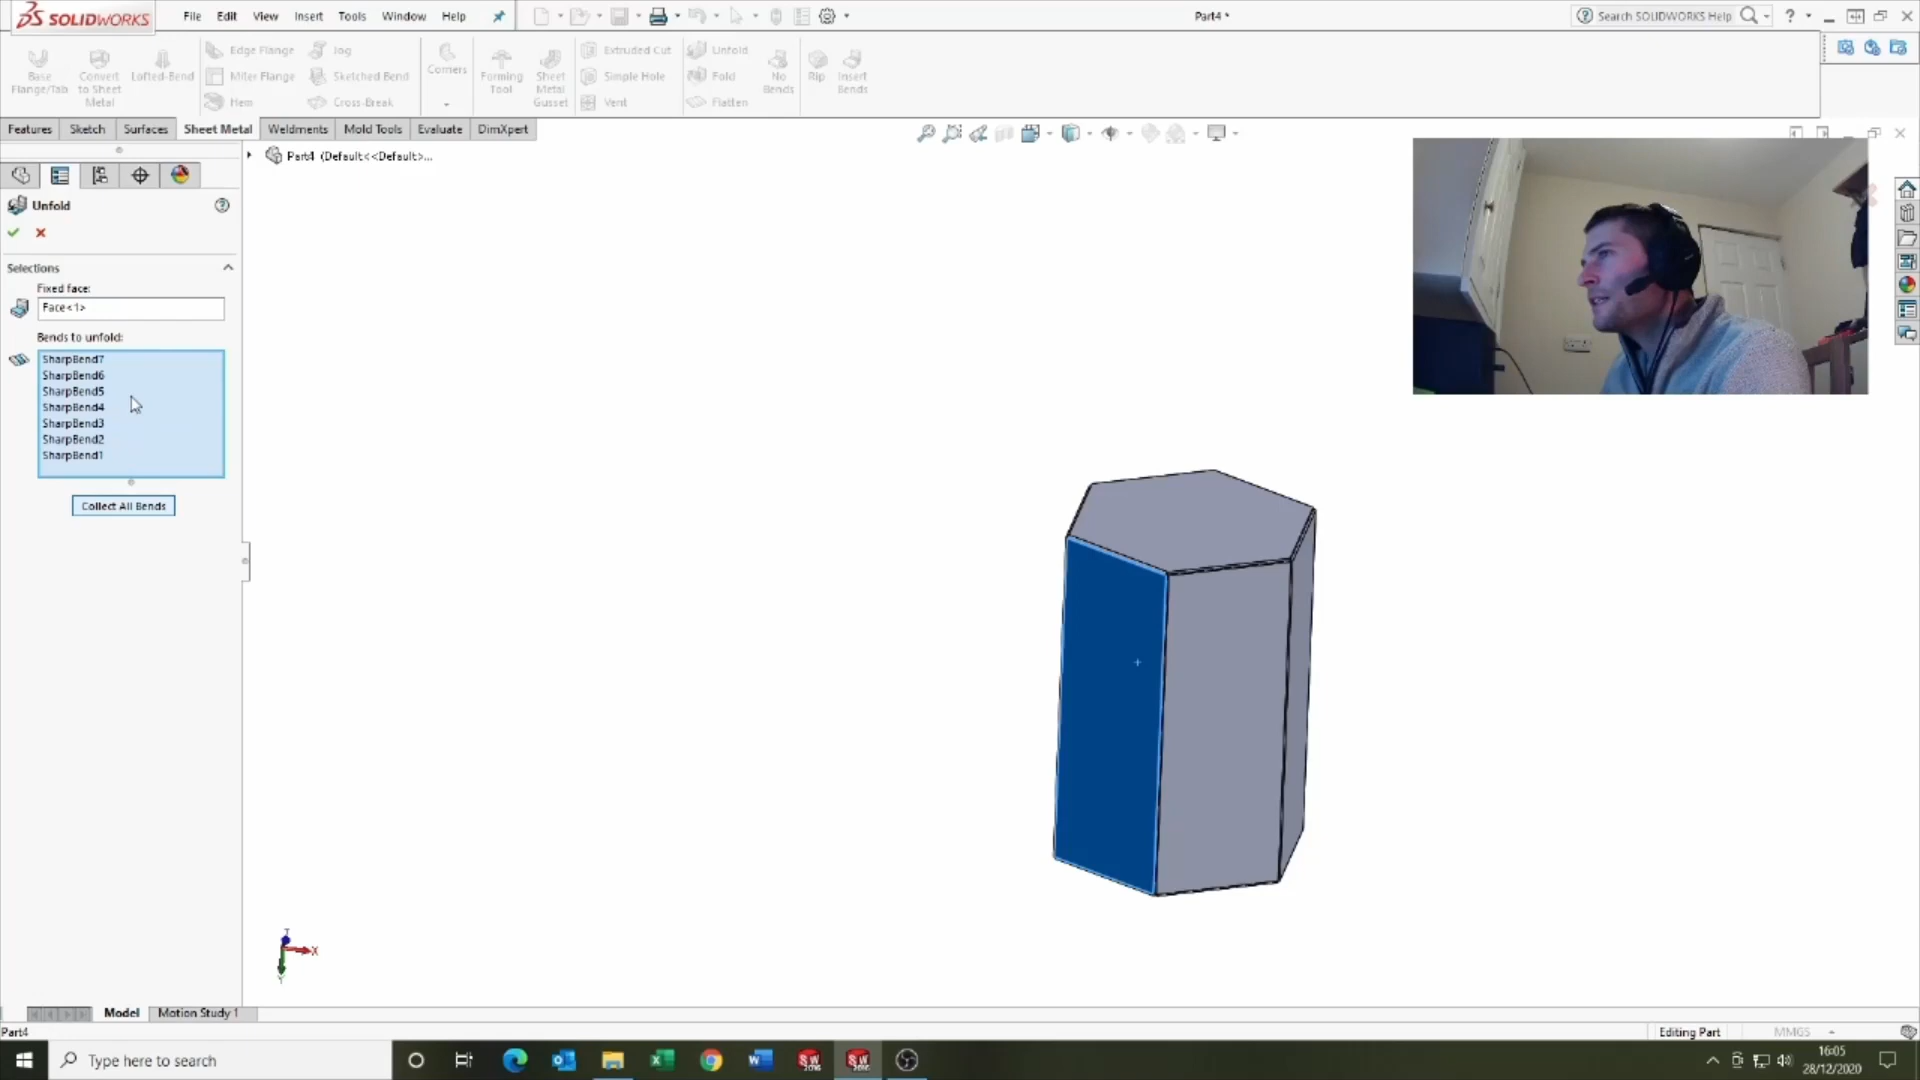 SOLIDWORKS
File Edit View Insert Tools Window Help
Part4 *
Search SOLIDWORKS Help
?
Base Flange/Tab
Convert to Sheet Metal
Lofted-Bend
Edge Flange
Miter Flange
Hem
Jog
Sketched Bend
Cross-Break
Corners
Forming Tool
Sheet Metal Gusset
Extruded Cut
Simple Hole
Vent
Unfold
Fold
Flatten
No Bends
Rip
Insert Bends
Features Sketch Surfaces Sheet Metal Weldments Mold Tools Evaluate DimXpert
Part4 (Default<<Default>...
Unfold
Selections
Fixed face:
Face<1>
Bends to unfold:
SharpBend7
SharpBend6
SharpBend5
SharpBend4
SharpBend3
SharpBend2
SharpBend1
Collect All Bends
Z
X
Y
Model Motion Study 1
Part4
Editing Part
MMGS
Type here to search
SW 2016
SW 2016
16:05
28/12/2020